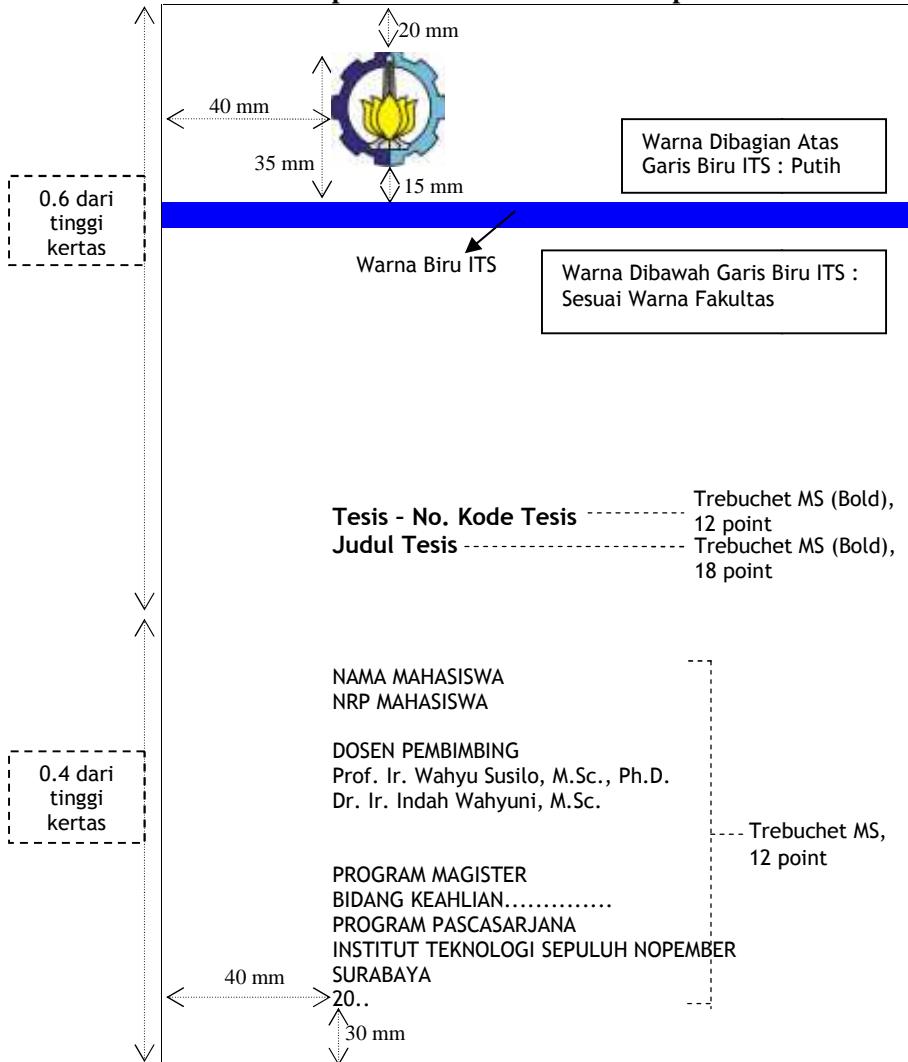 20 mm
40 mm
35 mm
15 mm
Warna Dibagian Atas
Garis Biru ITS : Putih
0.6 dari
tinggi
kertas
Warna Biru ITS
Warna Dibawah Garis Biru ITS :
Sesuai Warna Fakultas
Tesis – No. Kode Tesis
Trebuchet MS (Bold),
12 point
Judul Tesis
Trebuchet MS (Bold),
18 point
NAMA MAHASISWA
NRP MAHASISWA
DOSEN PEMBIMBING
Prof. Ir. Wahyu Susilo, M.Sc., Ph.D.
Dr. Ir. Indah Wahyuni, M.Sc.
0.4 dari
tinggi
kertas
Trebuchet MS,
12 point
PROGRAM MAGISTER
BIDANG KEAHLIAN..............
PROGRAM PASCASARJANA
INSTITUT TEKNOLOGI SEPULUH NOPEMBER
SURABAYA
20..
40 mm
30 mm